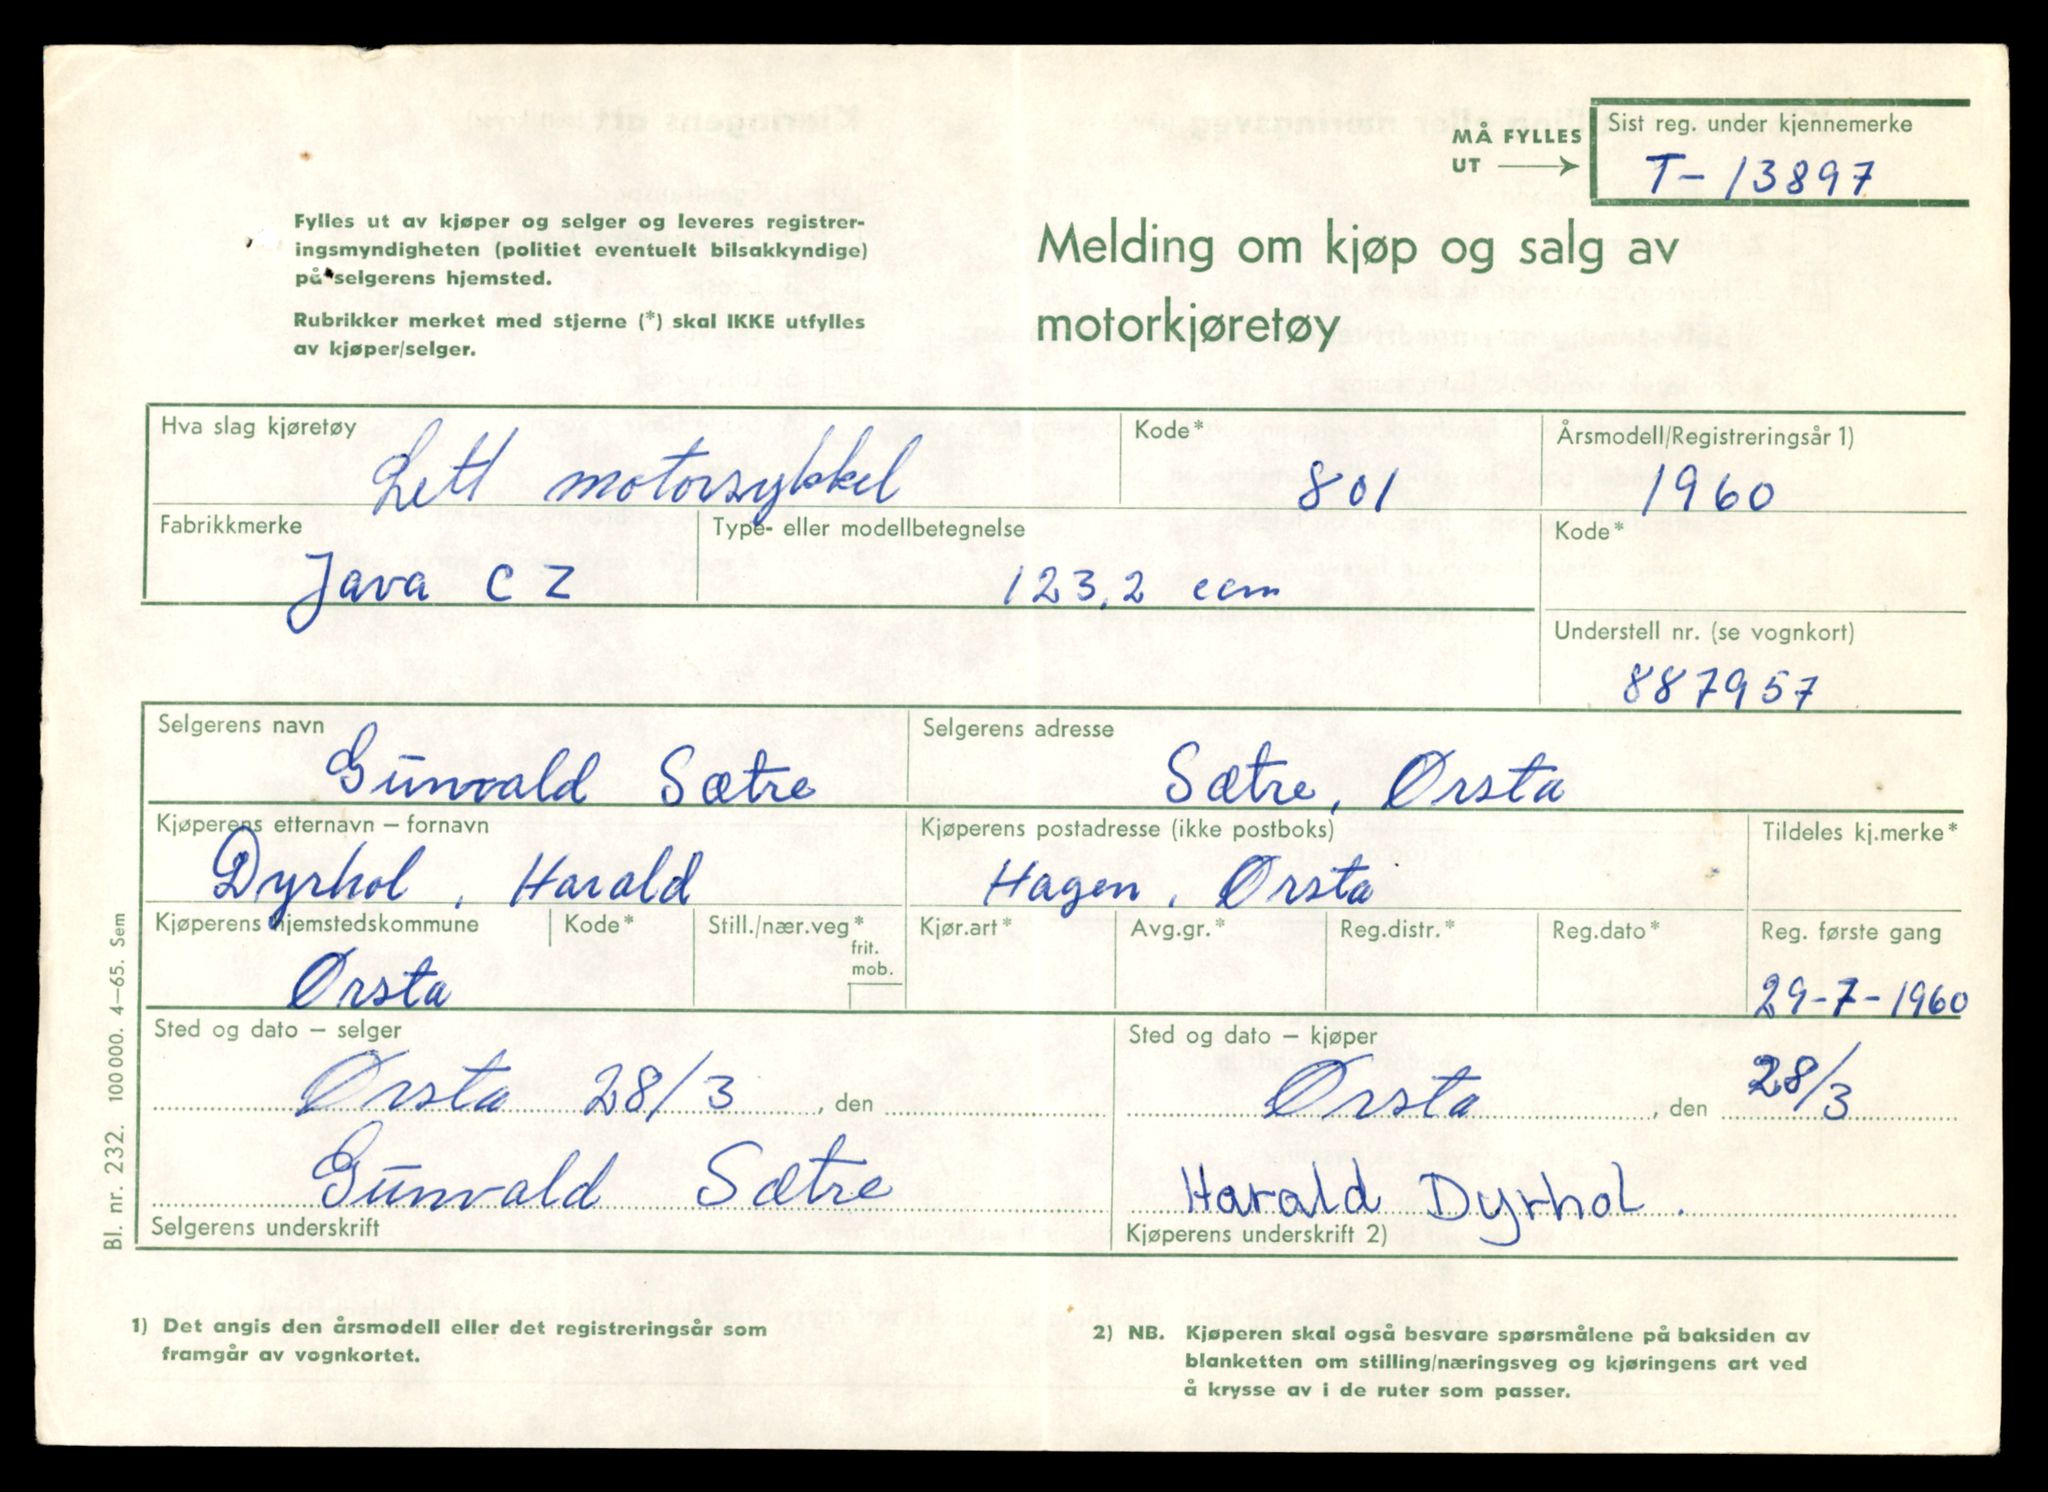 MÅ FYLLES
UT
Sist reg. under kjennemerke
T- 13897
Fylles ut av kjøper og selger og leveres registrer-
ingsmyndigheten (politiet eventuelt bilsakkyndige)
på selgerens hjemsted.
Rubrikker merket med stjerne (*) skal IKKE utfylles
av kjøper/selger.
Melding om kjøp og salg av
motorkjøretøy
Hva slag kjøretøy
Lett motorsykkel
Kode*
801
Årsmodell/Registreringsår 1)
1960
Fabrikkmerke
Java CZ
Type- eller modellbetegnelse
123,2 ccm
Kode*
Understell nr. (se vognkort)
887957
Selgerens navn
Gunvald Sætre
Selgerens adresse
Sætre, Ørsta
Kjøperens etternavn – fornavn
Dyrhol, Harald
Kjøperens postadresse (ikke postboks)
Hagen, Ørsta
Tildeles kj.merke*
Kjøperens hjemstedskommune
Ørsta
Kode*
Still./nær.veg*
frit.
mob.
Kjør.art*
Avg.gr.*
Reg.distr.*
Reg.dato*
Reg. første gang
29-7-1960
Sted og dato – selger
Ørsta 28/3 , den
Sted og dato – kjøper
Ørsta , den 28/3
Gunvald Sætre
Selgerens underskrift
Harald Dyrhol.
Kjøperens underskrift 2)
Bl. nr. 232. 100 000. 4–65. Sem
1) Det angis den årsmodell eller det registreringsår som
framgår av vognkortet.
2) NB. Kjøperen skal også besvare spørsmålene på baksiden av
blanketten om stilling/næringsveg og kjøringens art ved
å krysse av i de ruter som passer.